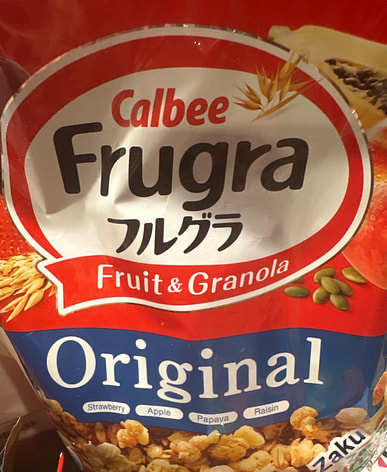 Calbee
Frugra
フルグラ
Fruit & Granola
Original
Strawberry Apple Papaya Raisin
Zaku